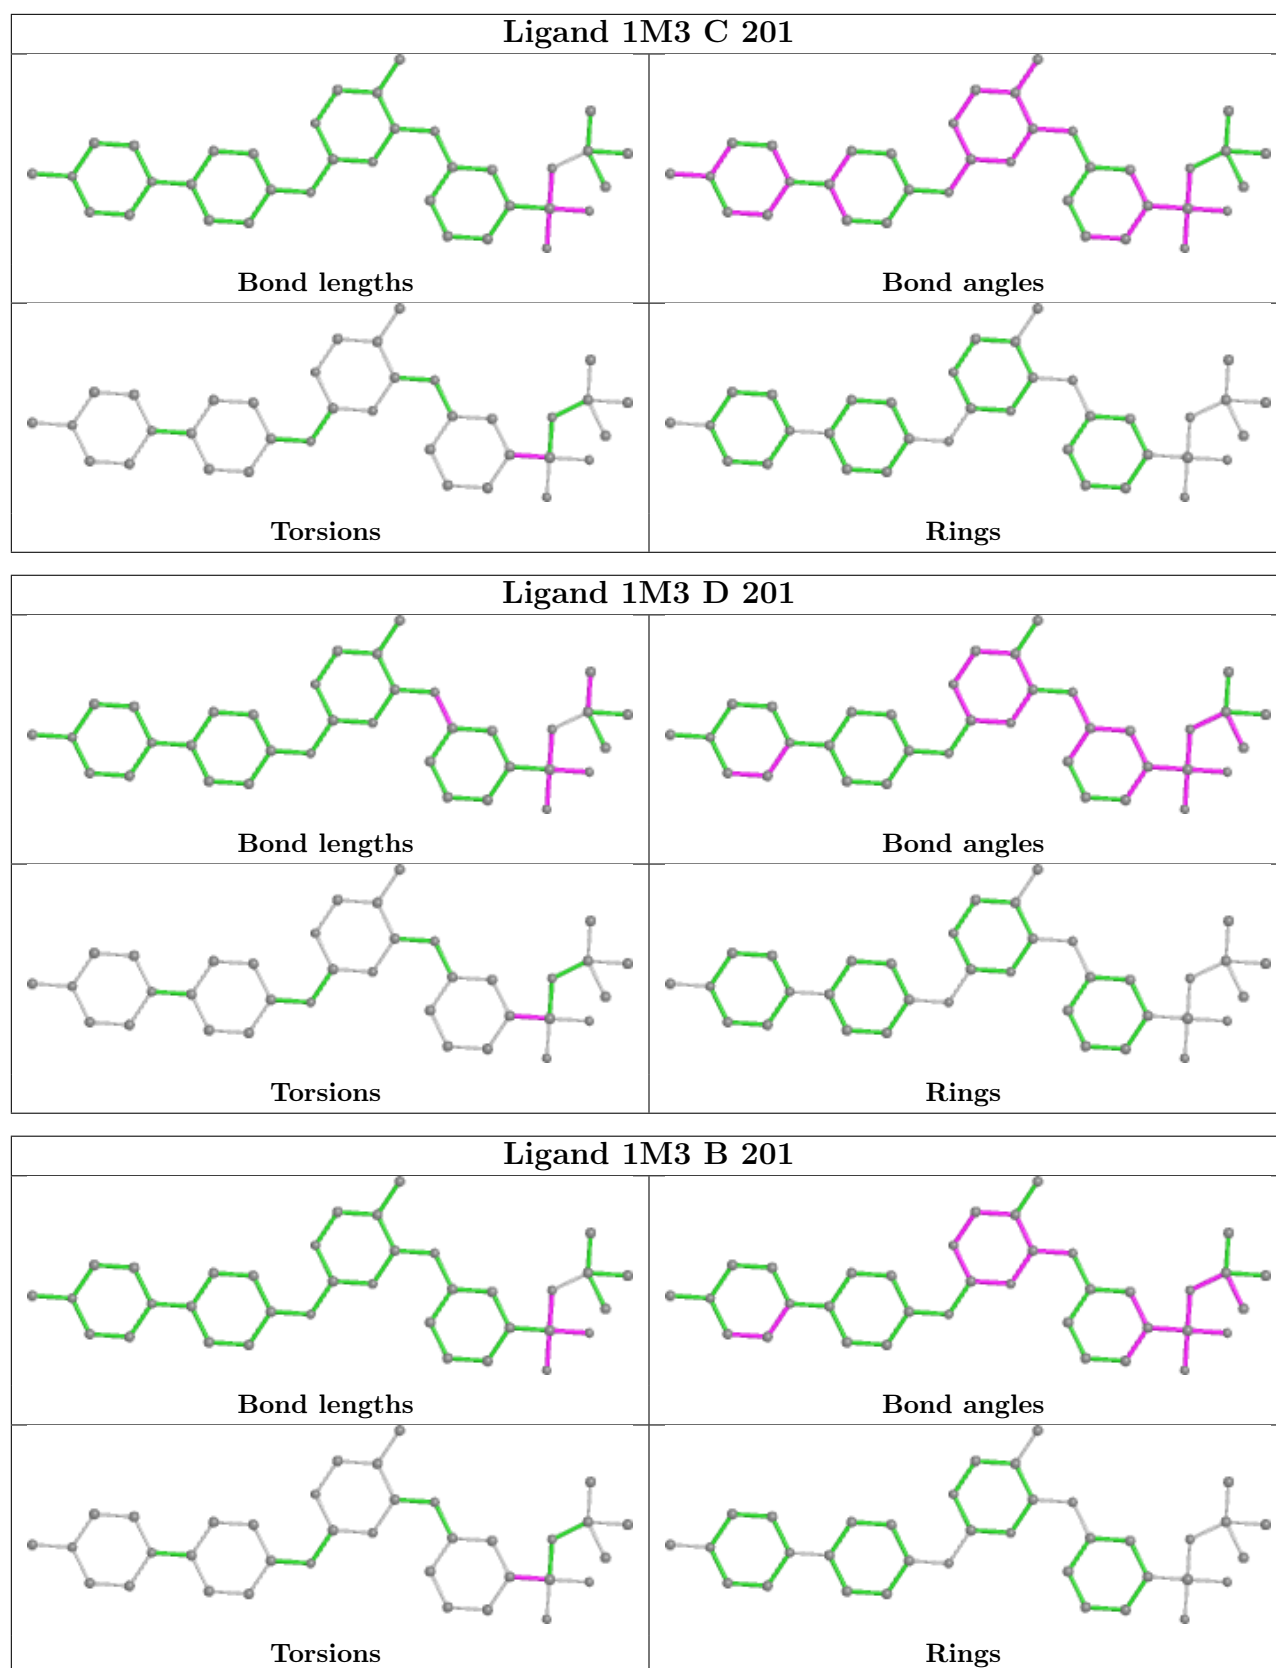 Ligand 1M3 C 201
Bond lengths
Bond angles
Torsions
Rings
Ligand 1M3 D 201
Bond lengths
Bond angles
Torsions
Rings
Ligand 1M3 B 201
Bond lengths
Bond angles
Torsions
Rings